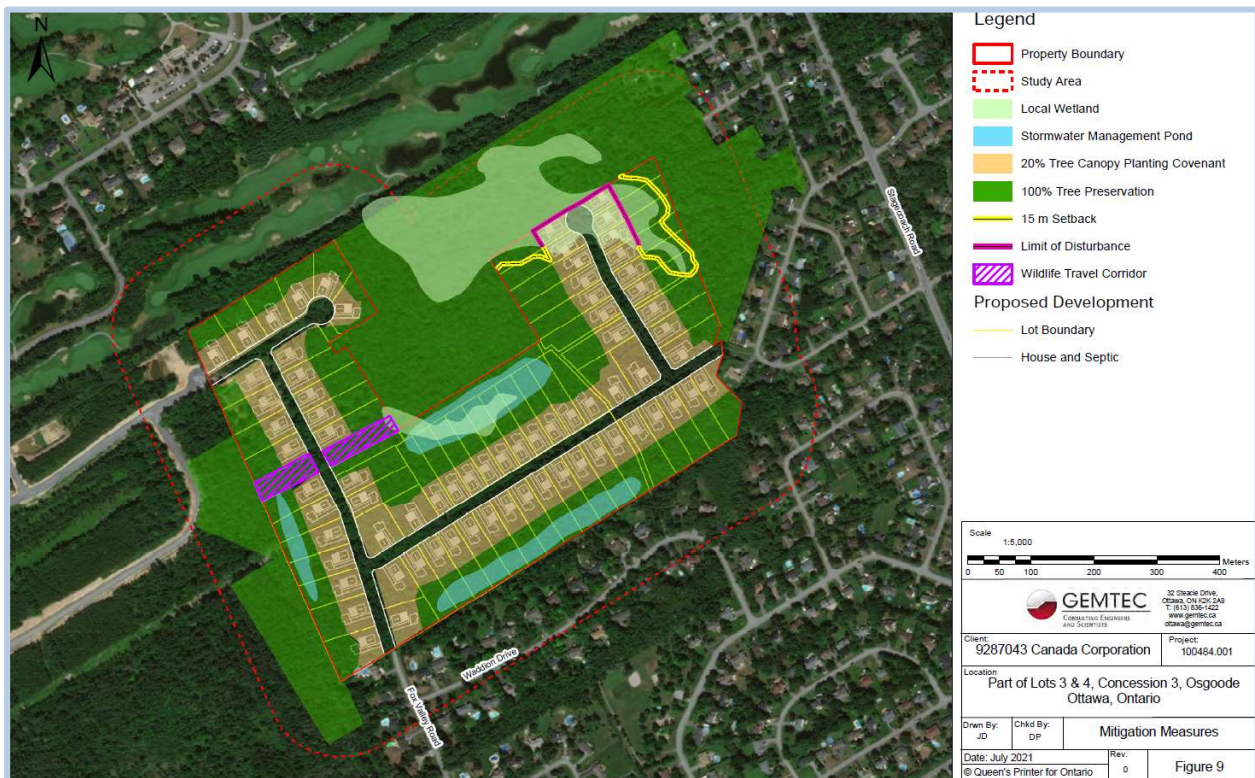 N
Stagecoach Road
Waddion Drive
Fox Valley Road
Legend
Property Boundary
Study Area
Local Wetland
Stormwater Management Pond
20% Tree Canopy Planting Covenant
100% Tree Preservation
15 m Setback
Limit of Disturbance
Wildlife Travel Corridor
Proposed Development
Lot Boundary
House and Septic
Scale
1:5,000
Meters
0 50 100 200 300 400
GEMTEC
CONSULTING ENGINEERS
AND SCIENTISTS
32 Steacie Drive,
Ottawa, ON K2K 2A9
T: (613) 836-1422
www.gemtec.ca
ottawa@gemtec.ca
Client:
9287043 Canada Corporation
Project:
100484.001
Location
Part of Lots 3 & 4, Concession 3, Osgoode
Ottawa, Ontario
Drwn By:
JD
Chkd By:
DP
Mitigation Measures
Date: July 2021
© Queen's Printer for Ontario
Rev.
0
Figure 9